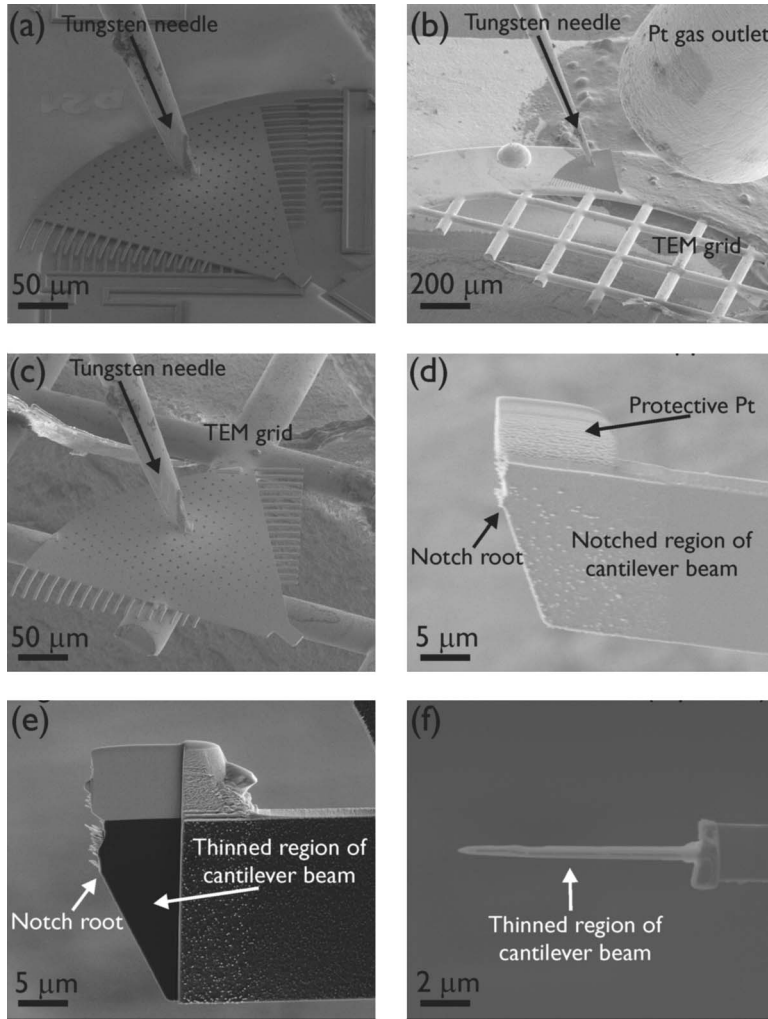 (a)
Tungsten needle
50 μm
(b)
Tungsten needle
Pt gas outlet
TEM grid
200 μm
(c)
Tungsten needle
TEM grid
50 μm
(d)
Protective Pt
Notch root
Notched region of
cantilever beam
5 μm
(e)
Thinned region of
cantilever beam
Notch root
5 μm
(f)
Thinned region of
cantilever beam
2 μm